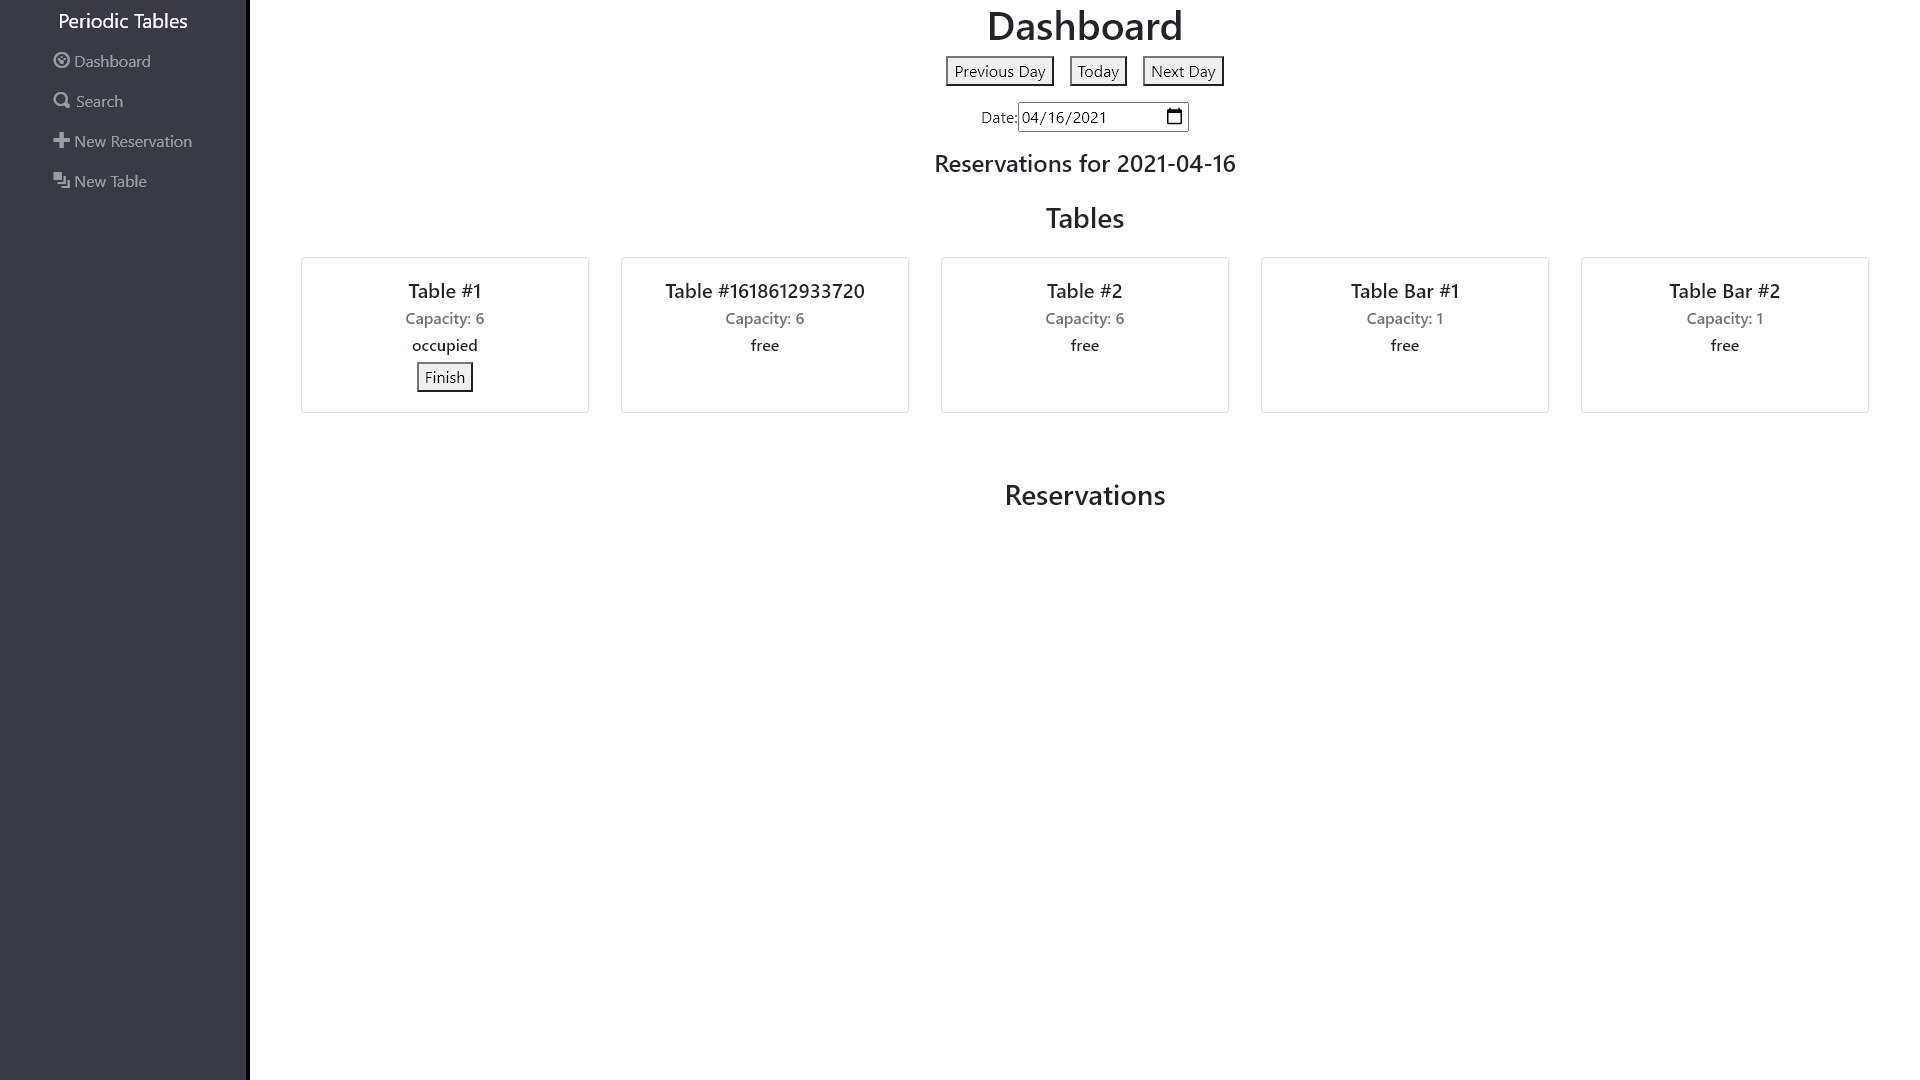 Periodic Tables
Dashboard
Search
New Reservation
New Table
Dashboard
Previous Day Today Next Day
Date: 04/16/2021
Reservations for 2021-04-16
Tables
Table #1
Capacity: 6
occupied
Finish
Table #1618612933720
Capacity: 6
free
Table #2
Capacity: 6
free
Table Bar #1
Capacity: 1
free
Table Bar #2
Capacity: 1
free
Reservations